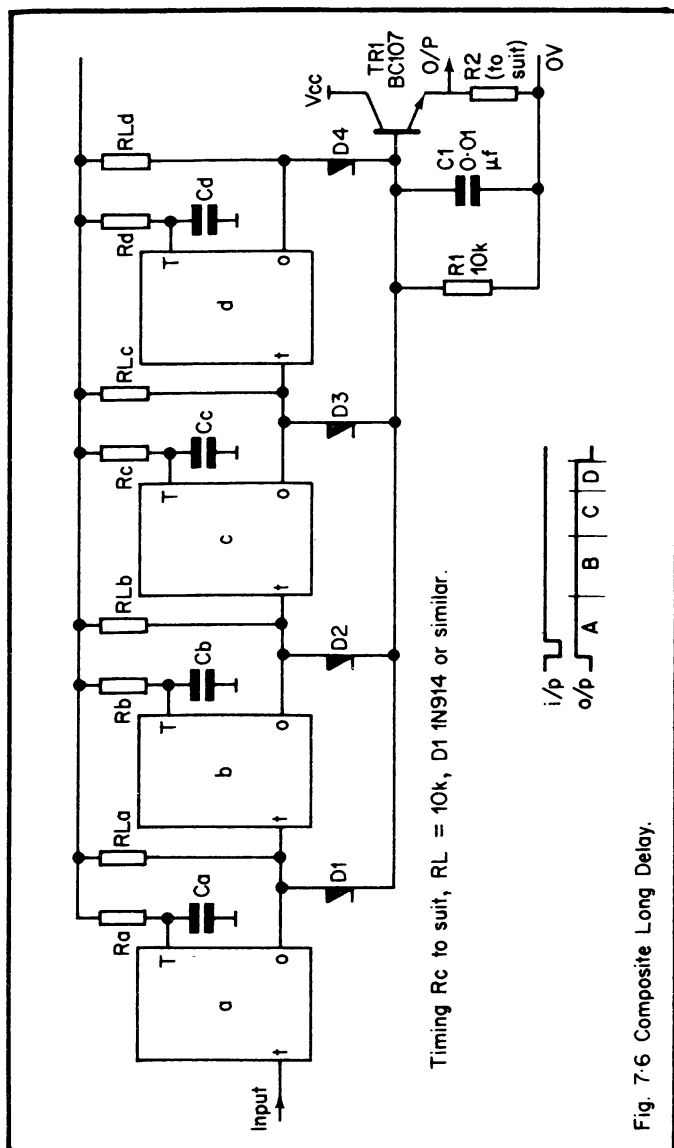 Ra
Ca
RLa
Rb
Cb
RLb
Rc
Cc
RLc
Rd
Cd
RLd
T
T
T
T
a
b
c
d
Input
t
o
t
o
t
o
t
o
D1
D2
D3
D4
Vcc
TR1
BC107
O/P
R2
(to
suit)
0V
C1
0·01
µf
R1
10k
Timing Rc to suit, RL = 10k, D1 1N914 or similar.
i/p
o/p
A
B
C
D
Fig. 7·6 Composite Long Delay.